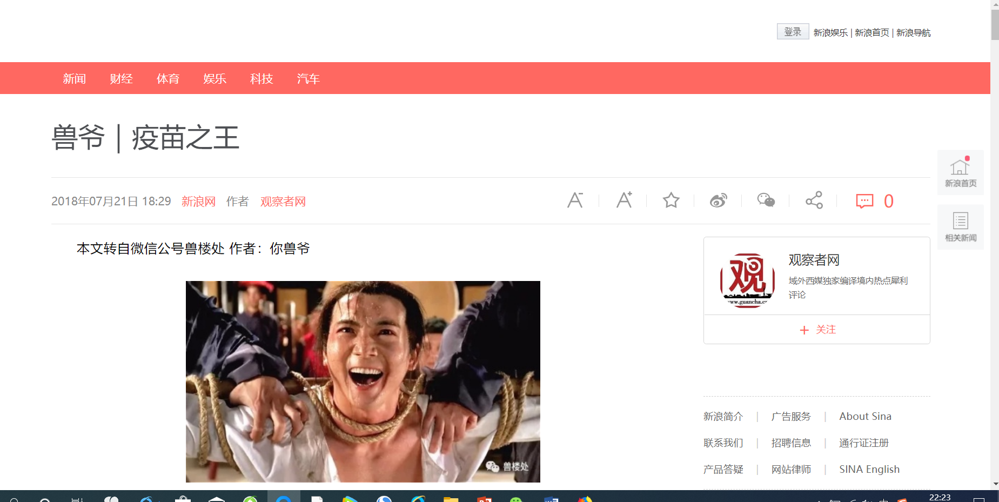 登录 新浪娱乐 | 新浪首页 | 新浪导航
新闻 财经 体育 娱乐 科技 汽车
兽爷 | 疫苗之王
2018年07月21日 18:29 新浪网 作者 观察者网
0
本文转自微信公号兽楼处 作者：你兽爷
兽楼处
观
www.guancha.c
观察者网
域外西媒独家编译境内热点犀利
评论
+ 关注
新浪首页
相关新闻
新浪简介 | 广告服务 | About Sina
联系我们 | 招聘信息 | 通行证注册
产品答疑 | 网站律师 | SINA English
22:23